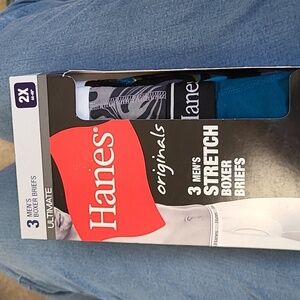 2X
3 MEN'S
BOXER BRIEFS
ULTIMATE
Hanes®
originals
3 MEN'S
STRETCH
BOXER
BRIEFS
Hanes